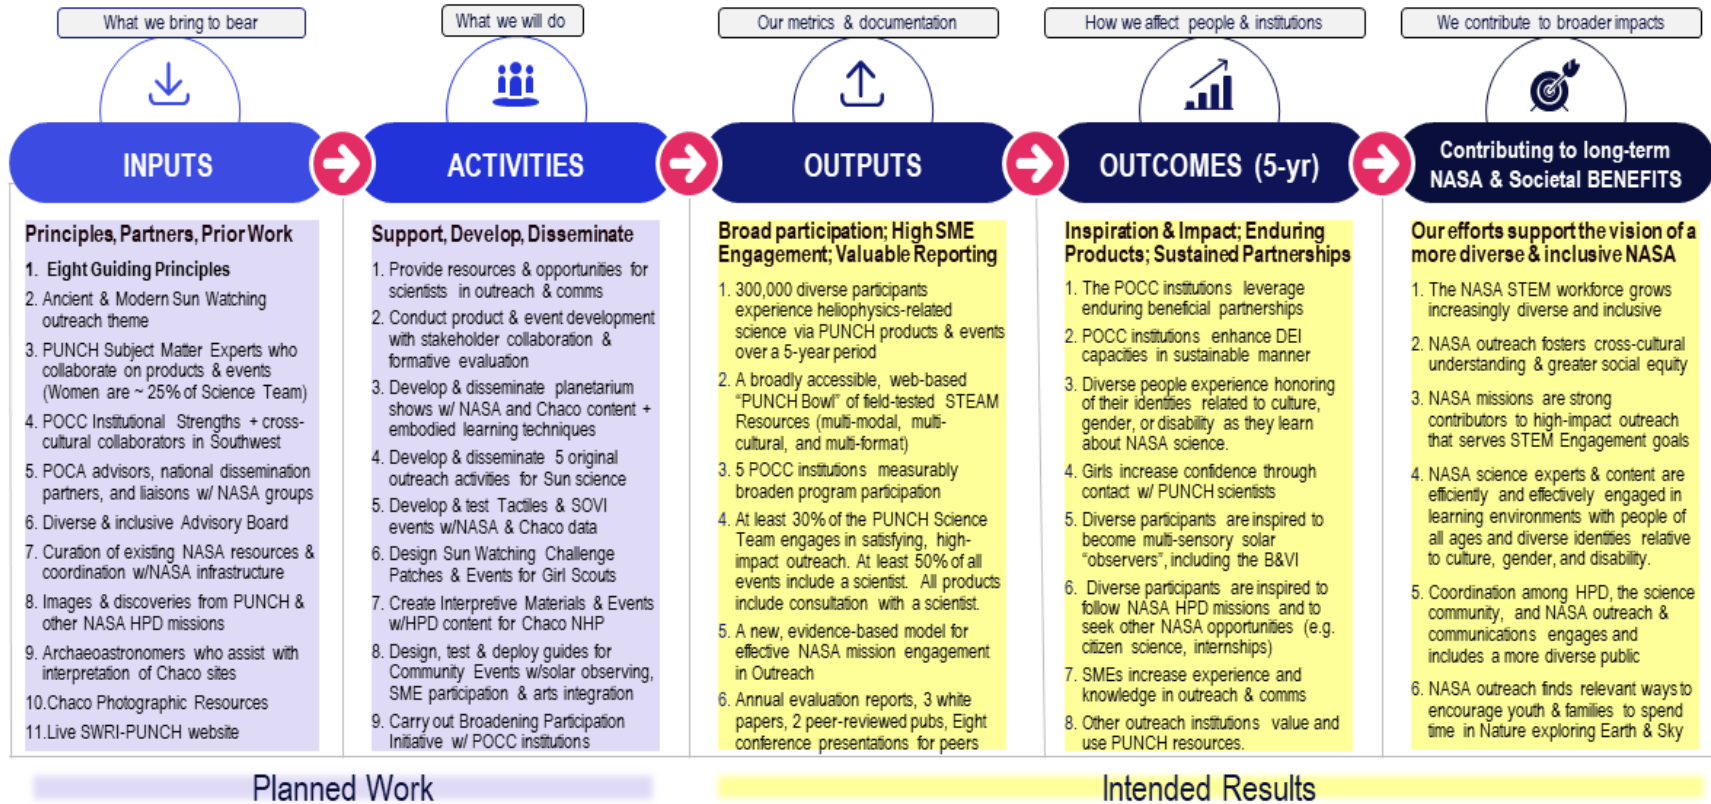 What we bring to bear
What we will do
Our metrics & documentation
How we affect people & institutions
We contribute to broader impacts
INPUTS
ACTIVITIES
OUTPUTS
OUTCOMES (5-yr)
Contributing to long-term
NASA & Societal BENEFITS
Principles, Partners, Prior Work
1. Eight Guiding Principles
2. Ancient & Modern Sun Watching
outreach theme
3. PUNCH Subject Matter Experts who
collaborate on products & events
(Women are ~ 25% of Science Team)
4. POCC Institutional Strengths + cross-
cultural collaborators in Southwest
5. POCA advisors, national dissemination
partners, and liaisons w/ NASA groups
6. Diverse & inclusive Advisory Board
7. Curation of existing NASA resources &
coordination w/NASA infrastructure
8. Images & discoveries from PUNCH &
other NASA HPD missions
9. Archaeoastronomers who assist with
interpretation of Chaco sites
10.Chaco Photographic Resources
11.Live SWRI-PUNCH website
Support, Develop, Disseminate
1. Provide resources & opportunities for
scientists in outreach & comms
2. Conduct product & event development
with stakeholder collaboration &
formative evaluation
3. Develop & disseminate planetarium
shows w/ NASA and Chaco content +
embodied learning techniques
4. Develop & disseminate 5 original
outreach activities for Sun science
5. Develop & test Tactiles & SOVI
events w/NASA & Chaco data
6. Design Sun Watching Challenge
Patches & Events for Girl Scouts
7. Create Interpretive Materials & Events
w/HPD content for Chaco NHP
8. Design, test & deploy guides for
Community Events w/solar observing,
SME participation & arts integration
9. Carry out Broadening Participation
Initiative w/ POCC institutions
Broad participation; High SME
Engagement; Valuable Reporting
1. 300,000 diverse participants
experience heliophysics-related
science via PUNCH products & events
over a 5-year period
2. A broadly accessible, web-based
“PUNCH Bowl” of field-tested STEAM
Resources (multi-modal, multi-
cultural, and multi-format)
3. 5 POCC institutions measurably
broaden program participation
4. At least 30% of the PUNCH Science
Team engages in satisfying, high-
impact outreach. At least 50% of all
events include a scientist. All products
include consultation with a scientist.
5. A new, evidence-based model for
effective NASA mission engagement
in Outreach
6. Annual evaluation reports, 3 white
papers, 2 peer-reviewed pubs, Eight
conference presentations for peers
Inspiration & Impact; Enduring
Products; Sustained Partnerships
1. The POCC institutions leverage
enduring beneficial partnerships
2. POCC institutions enhance DEI
capacities in sustainable manner
3. Diverse people experience honoring
of their identities related to culture,
gender, or disability as they learn
about NASA science.
4. Girls increase confidence through
contact w/ PUNCH scientists
5. Diverse participants are inspired to
become multi-sensory solar
“observers”, including the B&VI
6. Diverse participants are inspired to
follow NASA HPD missions and to
seek other NASA opportunities (e.g.
citizen science, internships)
7. SMEs increase experience and
knowledge in outreach & comms
8. Other outreach institutions value and
use PUNCH resources.
Our efforts support the vision of a
more diverse & inclusive NASA
1. The NASA STEM workforce grows
increasingly diverse and inclusive
2. NASA outreach fosters cross-cultural
understanding & greater social equity
3. NASA missions are strong
contributors to high-impact outreach
that serves STEM Engagement goals
4. NASA science experts & content are
efficiently and effectively engaged in
learning environments with people of
all ages and diverse identities relative
to culture, gender, and disability.
5. Coordination among HPD, the science
community, and NASA outreach &
communications engages and
includes a more diverse public
6. NASA outreach finds relevant ways to
encourage youth & families to spend
time in Nature exploring Earth & Sky
Planned Work
Intended Results